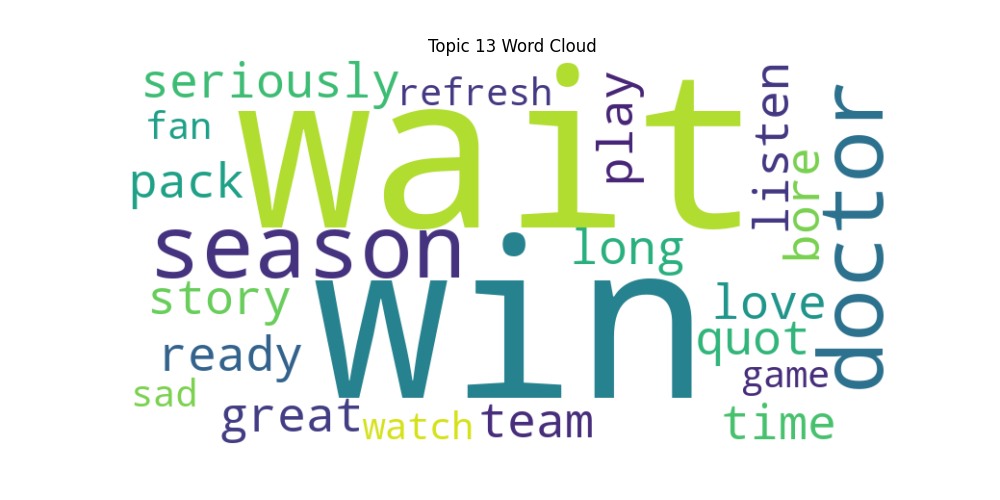 Topic 13 Word Cloud
seriously
refresh
wait
play
listen
doctor
fan
bore
pack
season
long
story
win
love
quot
ready
game
sad
great
watch
team
time